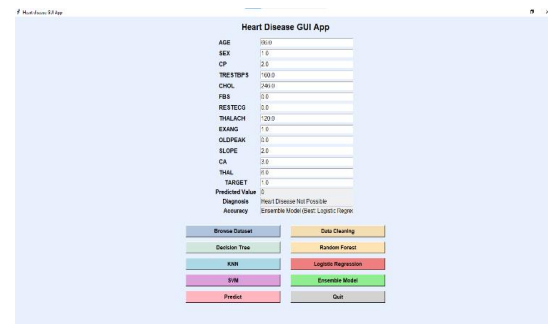 Heart disease GUI App
Heart Disease GUI App
AGE
SEX 1.0
CP 2.0
TRESTBPS 160.0
CHOL 246.0
FBS 0.0
RESTECG 0.0
THALACH 120.0
EXANG 1.0
OLDPEAK 0.0
SLOPE 2.0
CA 3.0
THAL 6.0
TARGET 1.0
Predicted Value 0
Diagnosis Heart Disease Not Possible
Accuracy Ensemble Model (Best: Logistic Regre
Browse Dataset Data Cleaning
Decision Tree Random Forest
KNN Logistic Regression
SVM Ensemble Model
Predict Quit